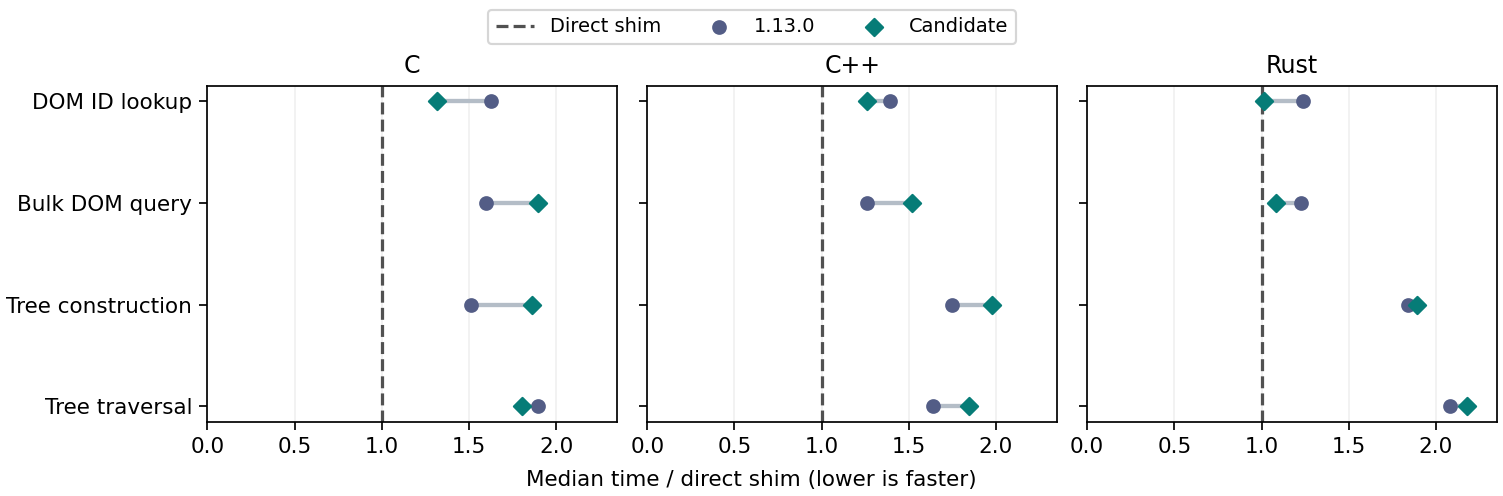 Direct shim 1.13.0 Candidate
C C++ Rust
DOM ID lookup
Bulk DOM query
Tree construction
Tree traversal
0.0 0.5 1.0 1.5 2.0 0.0 0.5 1.0 1.5 2.0 0.0 0.5 1.0 1.5 2.0
Median time / direct shim (lower is faster)